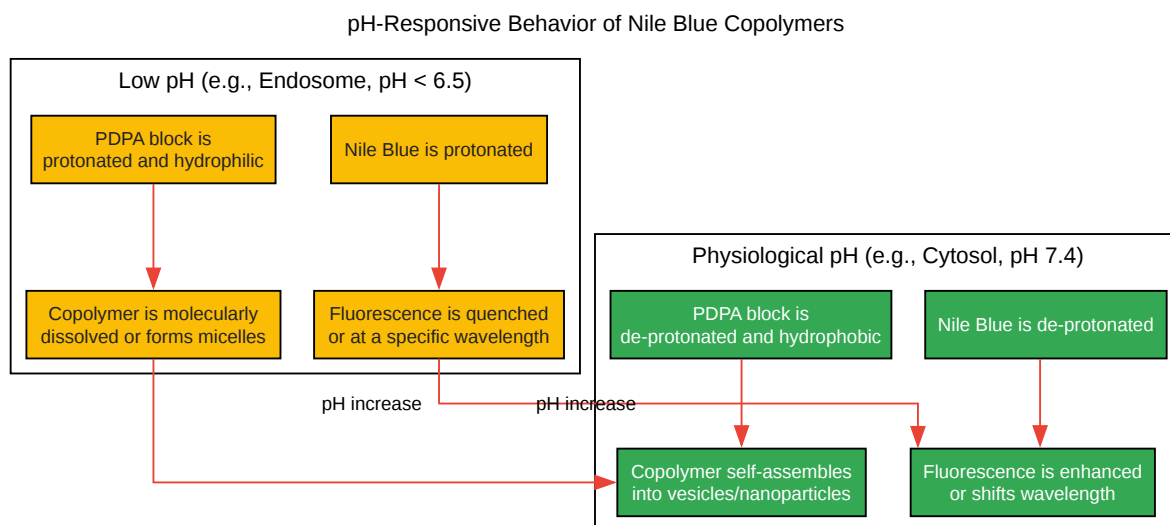 pH-Responsive Behavior of Nile Blue Copolymers
Low pH (e.g., Endosome, pH < 6.5)
PDPA block is
protonated and hydrophilic
Nile Blue is protonated
Copolymer is molecularly
dissolved or forms micelles
Fluorescence is quenched
or at a specific wavelength
Physiological pH (e.g., Cytosol, pH 7.4)
PDPA block is
de-protonated and hydrophobic
Nile Blue is de-protonated
pH increase
pH increase
Copolymer self-assembles
into vesicles/nanoparticles
Fluorescence is enhanced
or shifts wavelength